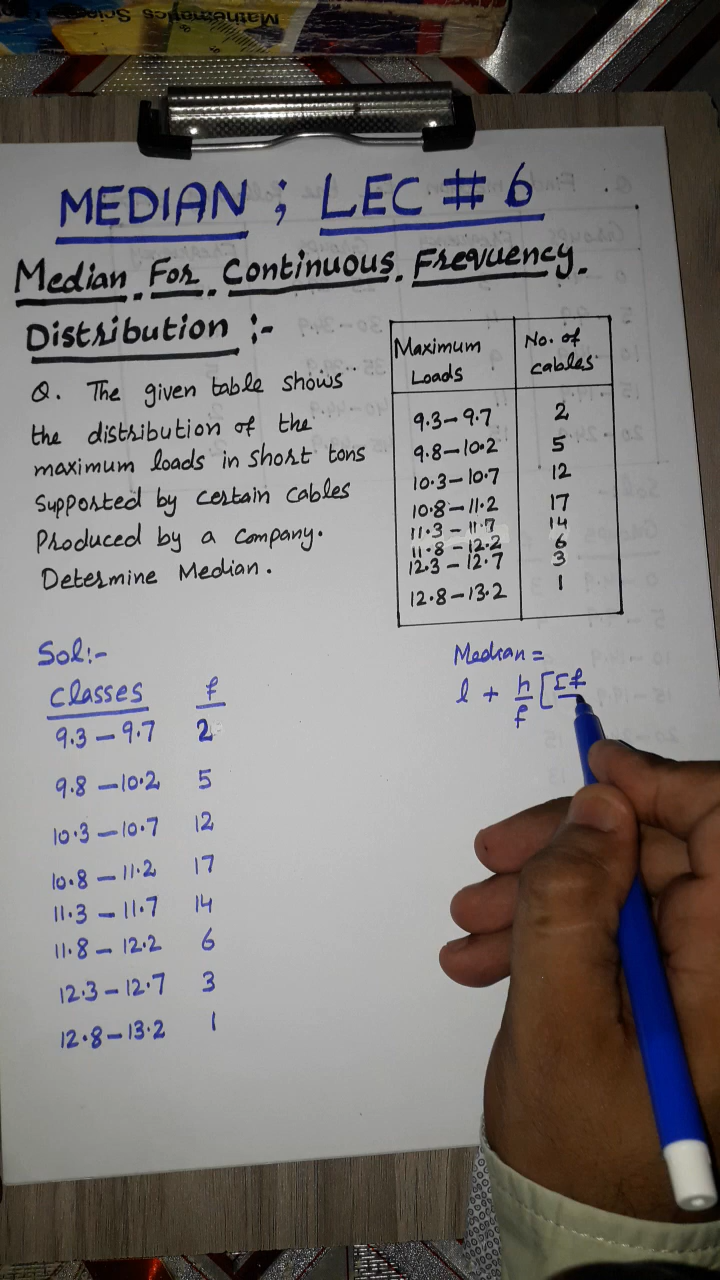 Mathematics Science
MEDIAN ; LEC # 6
Median For Continuous Frevuency
Distribution :-
Q. The given table shows
the distribution of the
maximum loads in short tons
Supported by certain cables
Produced by a company.
Determine Median.
Maximum Loads | No. of cables
9.3 – 9.7 | 2
9.8 – 10.2 | 5
10.3 – 10.7 | 12
10.8 – 11.2 | 17
11.3 – 11.7 | 14
11.8 – 12.2 | 6
12.3 – 12.7 | 3
12.8 – 13.2 | 1
Sol:-
Classes f
9.3 – 9.7 2
9.8 – 10.2 5
10.3 – 10.7 12
10.8 – 11.2 17
11.3 – 11.7 14
11.8 – 12.2 6
12.3 – 12.7 3
12.8 – 13.2 1
Median =
l + h/f [Σf